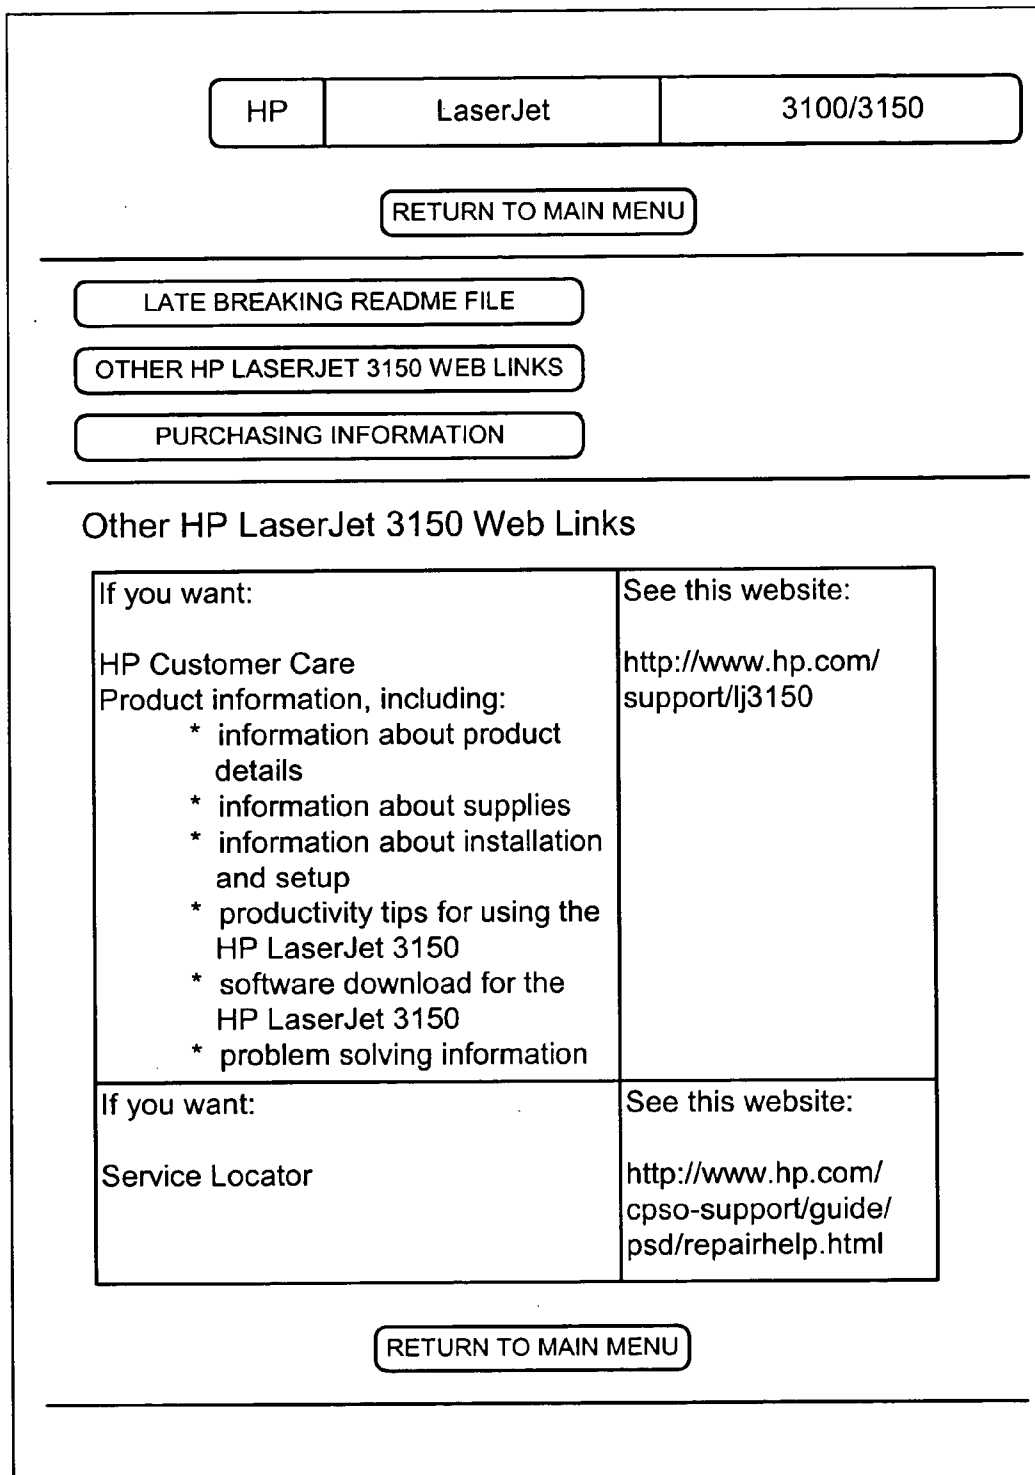 HP LaserJet 3100/3150
RETURN TO MAIN MENU
LATE BREAKING README FILE
OTHER HP LASERJET 3150 WEB LINKS
PURCHASING INFORMATION
Other HP LaserJet 3150 Web Links
If you want:
HP Customer Care
Product information, including:
* information about product
details
* information about supplies
* information about installation
and setup
* productivity tips for using the
HP LaserJet 3150
* software download for the
HP LaserJet 3150
* problem solving information
See this website:
http://www.hp.com/
support/lj3150
If you want:
Service Locator
See this website:
http://www.hp.com/
cpso-support/guide/
psd/repairhelp.html
RETURN TO MAIN MENU